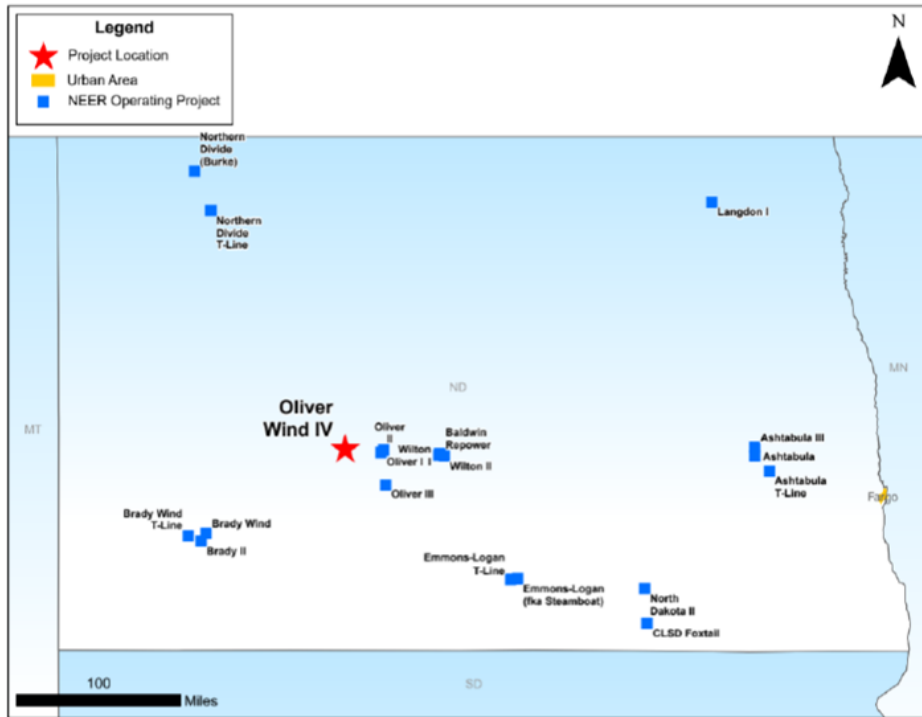 Legend
Project Location
Urban Area
NEER Operating Project
N
Northern
Divide
(Burke)
Northern
Divide
T-Line
Langdon I
ND
MN
MT
Oliver
Wind IV
Oliver
II
Wilton
Oliver I I
Baldwin
Repower
Wilton II
Oliver III
Ashtabula III
Ashtabula
Ashtabula
T-Line
Fargo
Brady Wind
T-Line
Brady Wind
Brady II
Emmons-Logan
T-Line
Emmons-Logan
(fka Steamboat)
North
Dakota II
CLSD Foxtail
SD
100
Miles